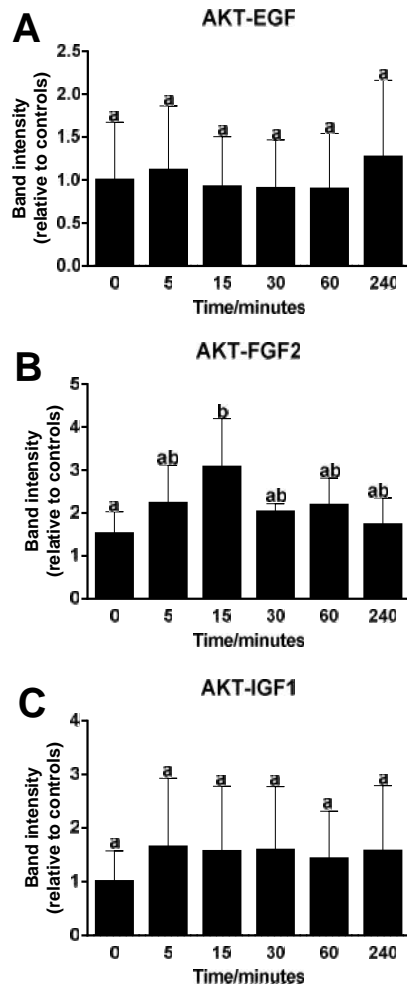 A
AKT-EGF
Band intensity
(relative to controls)
2.5
2.0
1.5
1.0
0.5
0.0
a a a a a a
0 5 15 30 60 240
Time/minutes
B
AKT-FGF2
Band intensity
(relative to controls)
5
4
3
2
1
0
a ab b ab ab ab
0 5 15 30 60 240
Time/minutes
C
AKT-IGF1
Band intensity
(relative to controls)
4
3
2
1
0
a a a a a a
0 5 15 30 60 240
Time/minutes